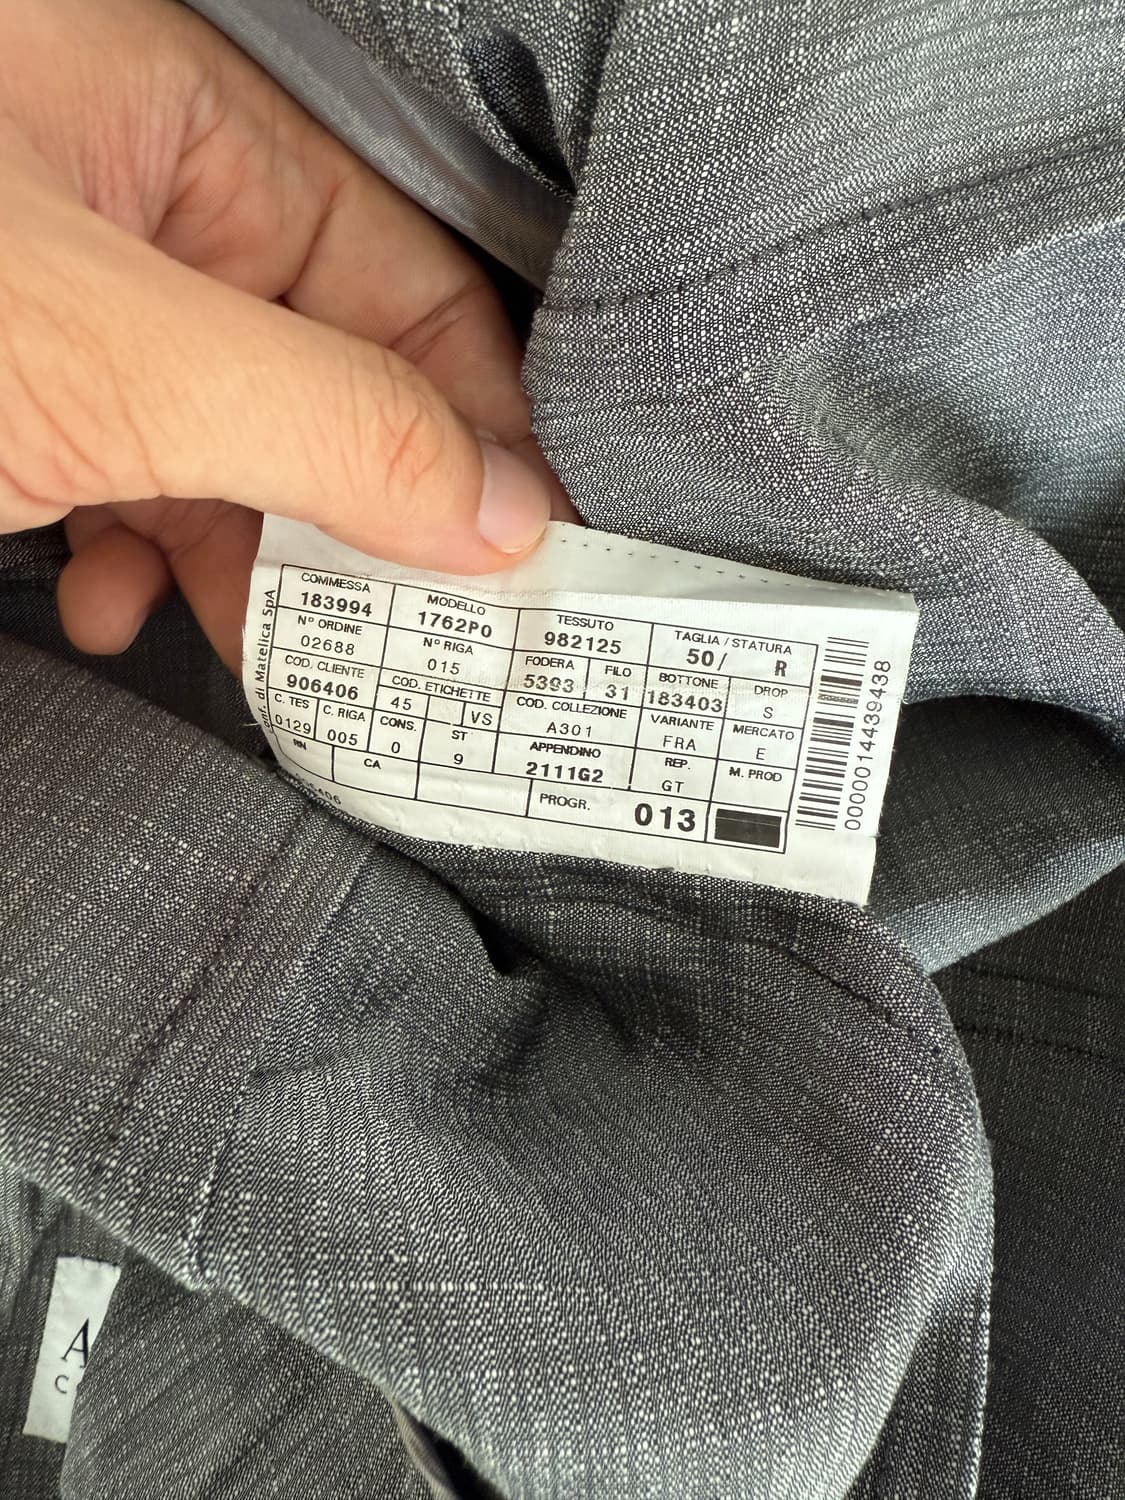 COMMESSA
183994
MODELLO
1762P0
TESSUTO
982125
TAGLIA / STATURA
50/ R
Nº ORDINE
02688
Nº RIGA
015
FODERA
5393
FILO
31
BOTTONE
183403
DROP
S
COD. CLIENTE
906406
COD. ETICHETTE
45
VS
COD. COLLEZIONE
A301
VARIANTE
FRA
MERCATO
E
C. TES
0129
C. RIGA
005
CONS.
0
ST
9
APPENDINO
2111G2
REP.
GT
M. PROD
RN
CA
PROGR.
013
di Matelica SpA
0000014439438
A
C